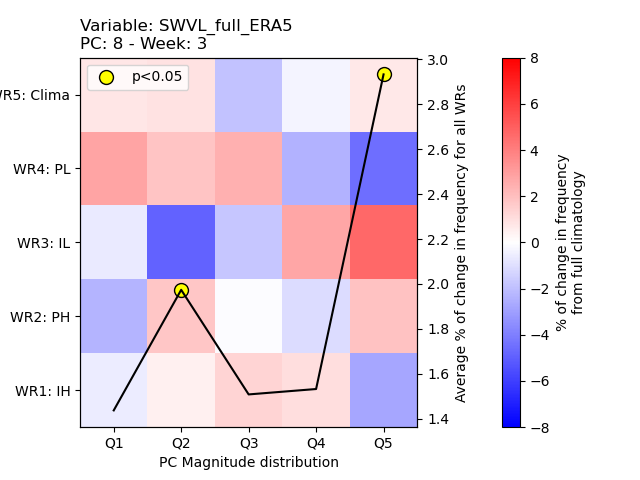 Variable: SWVL_full_ERA5
PC: 8 - Week: 3
p<0.05
WR5: Clima
WR4: PL
WR3: IL
WR2: PH
WR1: IH
Q1 Q2 Q3 Q4 Q5
PC Magnitude distribution
3.0
2.8
2.6
2.4
2.2
2.0
1.8
1.6
1.4
Average % of change in frequency for all WRs
8
6
4
2
0
−2
−4
−6
−8
% of change in frequency
from full climatology